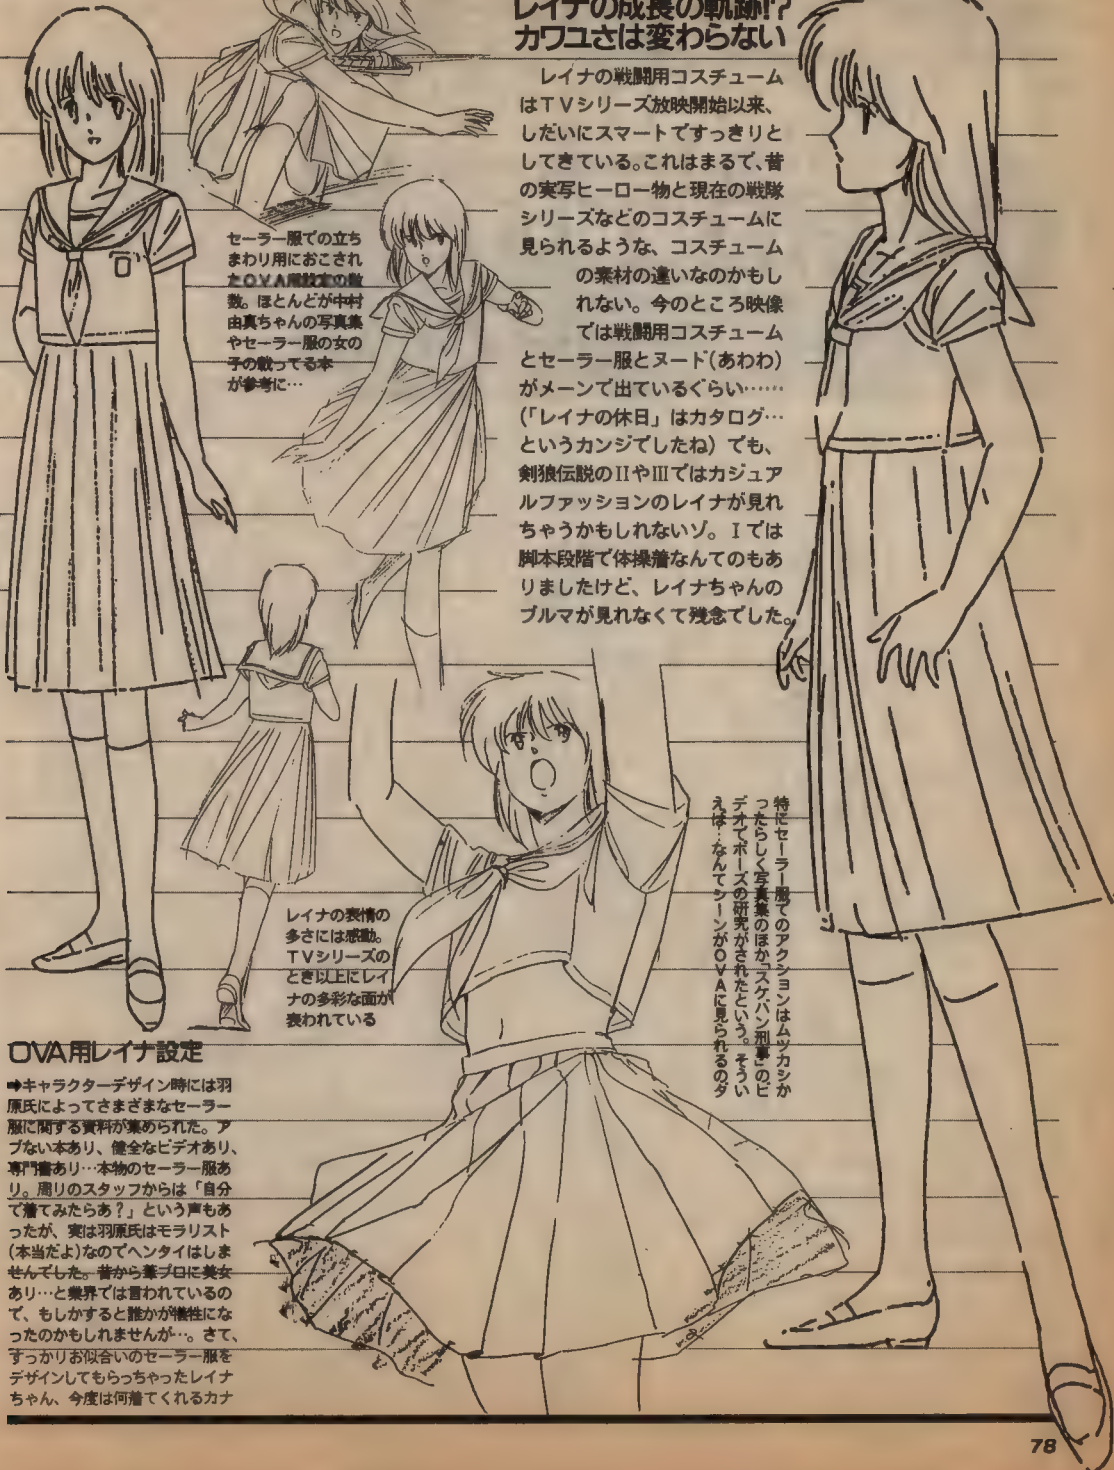 レイナの成長の軌跡!?
カワユさは変わらない
レイナの戦闘用コスチューム
はTVシリーズ放映開始以来、
しだいにスマートですっきりと
してきている。これはまるで、昔
の実写ヒーロー物と現在の戦隊
シリーズなどのコスチュームに
見られるような、コスチューム
の素材の違いなのかもし
れない。今のところ映像
では戦闘用コスチューム
とセーラー服とヌード(あわわ)
がメーンで出ているぐらい……
(「レイナの休日」はカタログ…
というカンジでしたね)でも、
剣狼伝説のIIやIIIではカジュア
ルファッションのレイナが見れ
ちゃうかもしれないゾ。Iでは
脚本段階で体操着なんてのもあ
りましたけど、レイナちゃんの
ブルマが見れなくて残念でした。
セーラー服での立ち
まわり用におこされ
たOVA用設定の数
数。ほとんどが中村
由真ちゃんの写真集
やセーラー服の女の
子の載ってる本
が参考に…
特にセーラー服でのアクションはムツカシか
ったらしく写真集のほか「スケバン刑事」のビ
デオでポーズの研究がされたという。そうい
えば…なんてシーンがOVAに見られるのダ
レイナの表情の
多さには感動。
TVシリーズの
とき以上にレイ
ナの多彩な面が
表われている
OVA用レイナ設定
➡キャラクターデザイン時には羽
原氏によってさまざまなセーラー
服に関する資料が集められた。ア
ブない本あり、健全なビデオあり、
専門書あり…本物のセーラー服あ
り。周りのスタッフからは「自分
で着てみたらあ？」という声もあ
ったが、実は羽原氏はモラリスト
(本当だよ)なのでヘンタイはしま
せんでした。昔から葦プロに美女
あり…と業界では言われているの
で、もしかすると誰かが犠牲にな
ったのかもしれませんが…。さて、
すっかりお似合いのセーラー服を
デザインしてもらっちゃったレイナ
ちゃん、今度は何着てくれるカナ
78